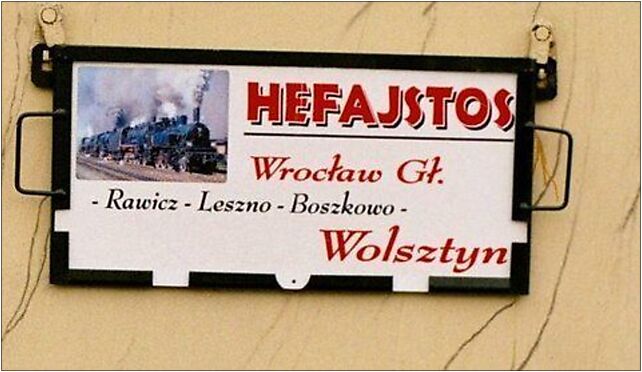 HEFAJSTOS
Wrocław Gł.
- Rawicz - Leszno - Boszkowo -
Wolsztyn